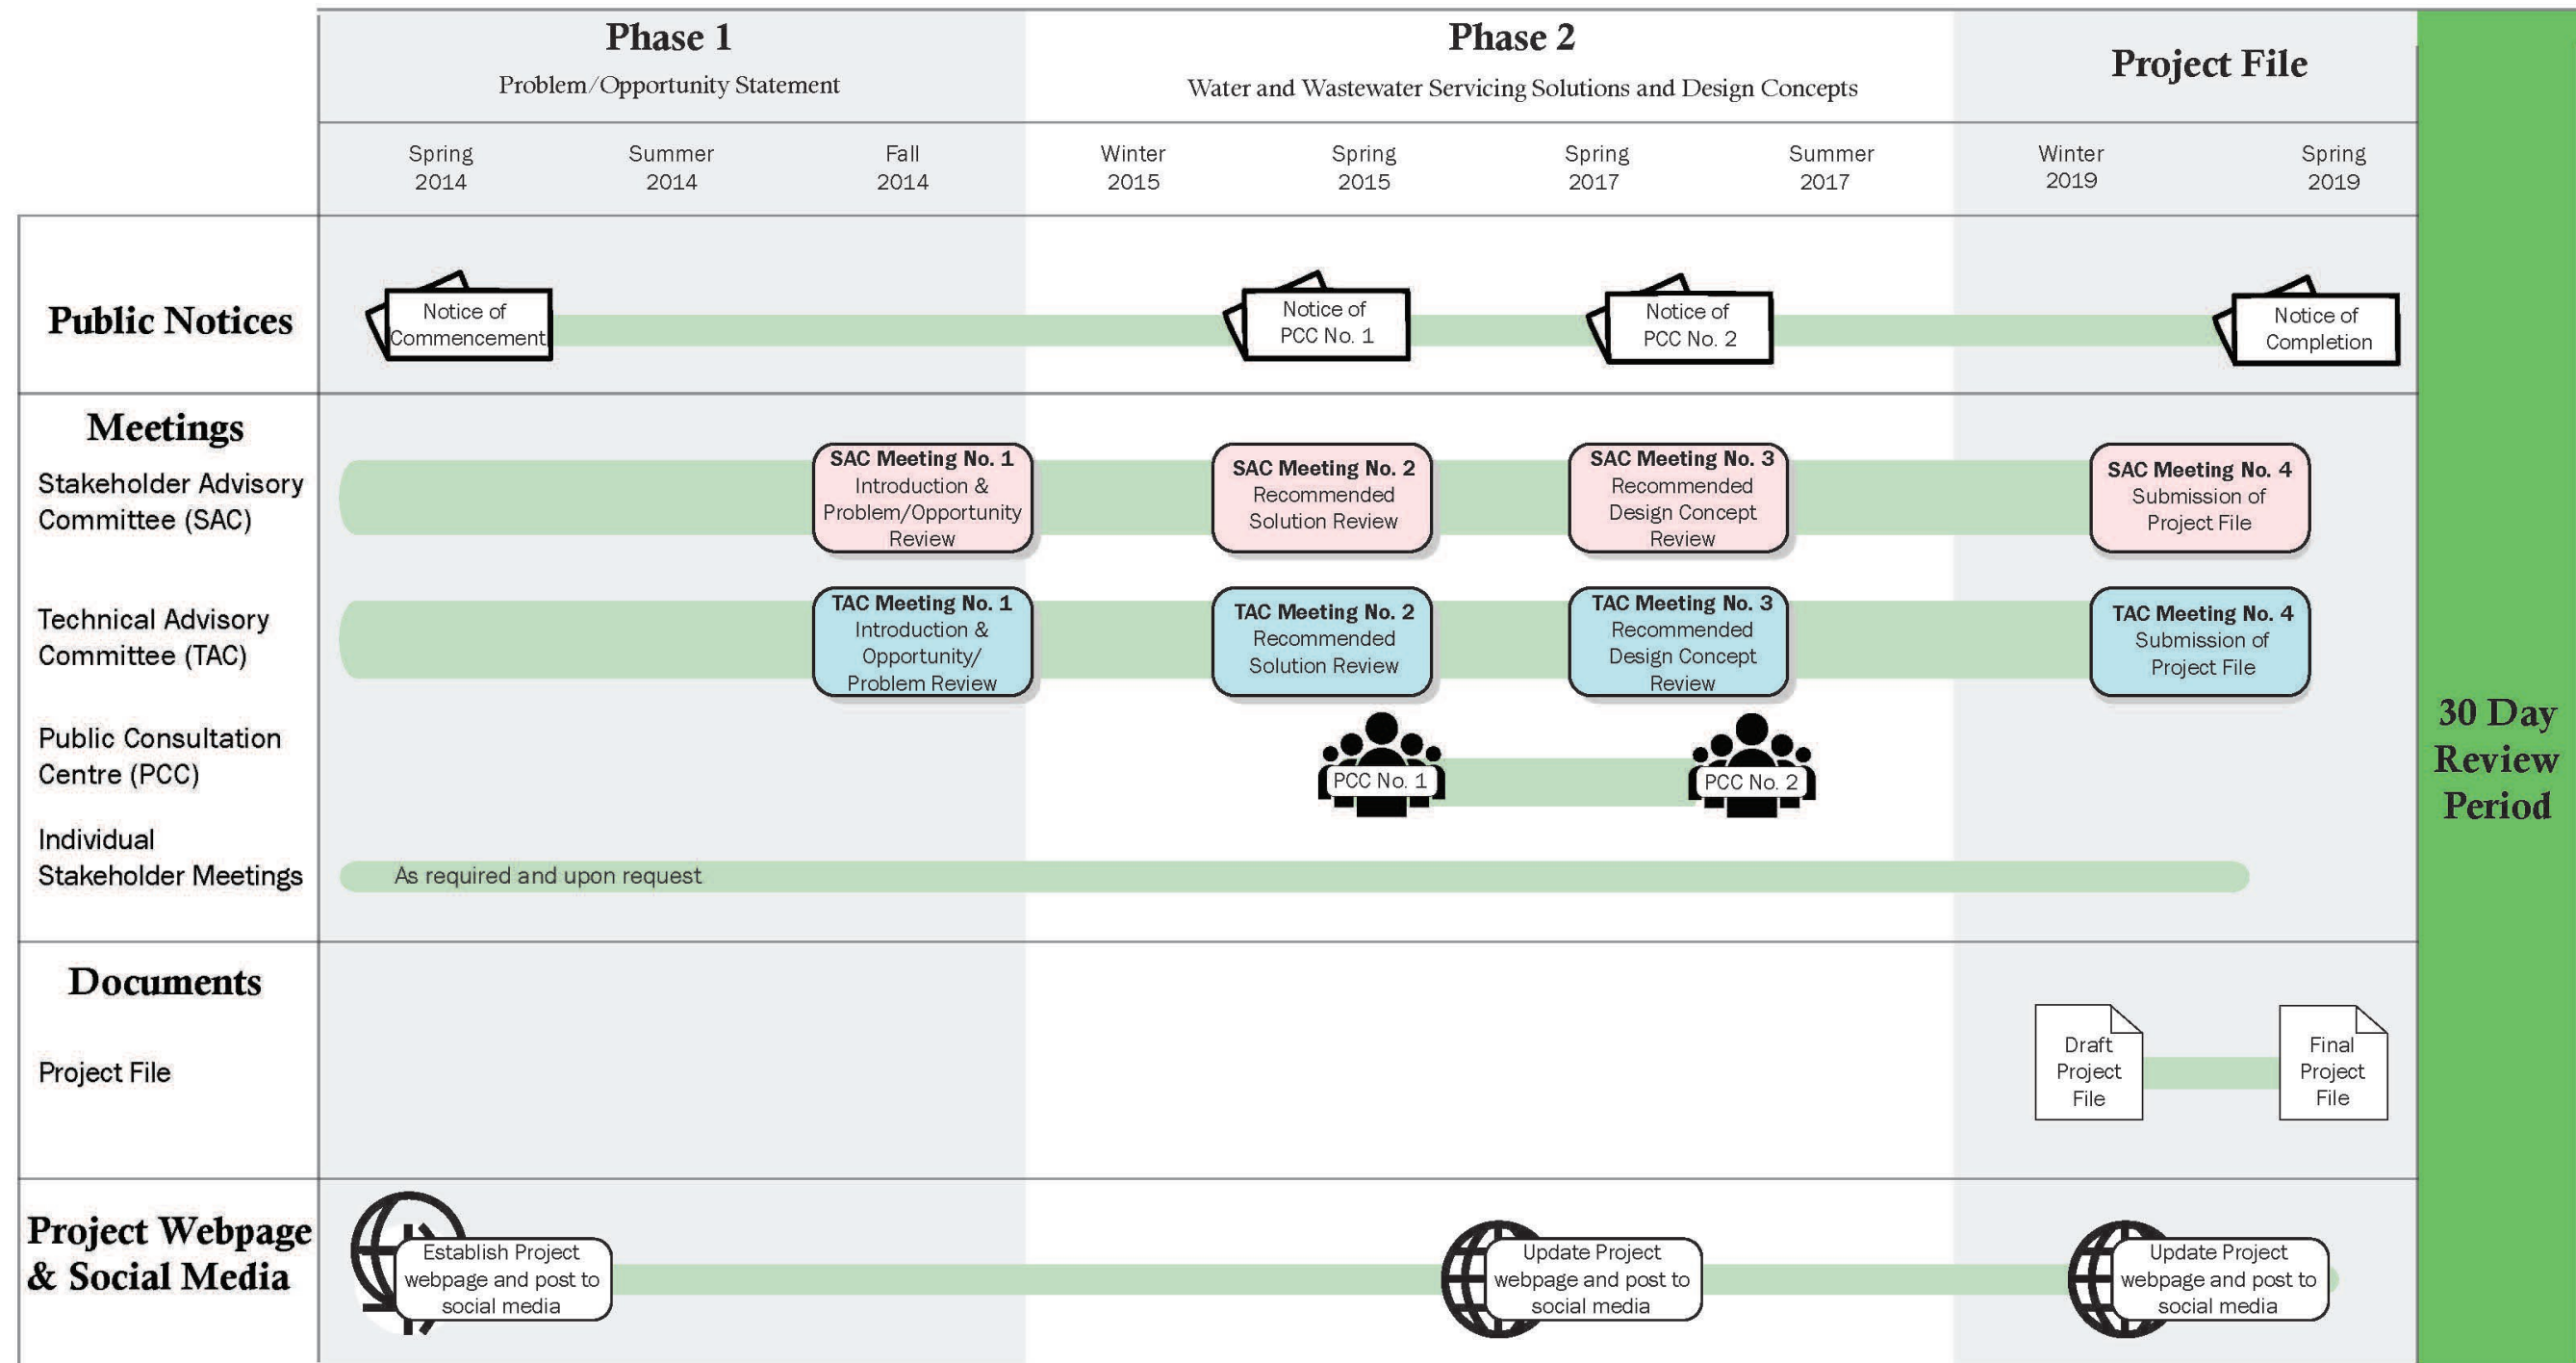 Phase 1
Problem/Opportunity Statement
Phase 2
Water and Wastewater Servicing Solutions and Design Concepts
Project File
Spring
2014
Summer
2014
Fall
2014
Winter
2015
Spring
2015
Spring
2017
Summer
2017
Winter
2019
Spring
2019
Public Notices
Notice of
Commencement
Notice of
PCC No. 1
Notice of
PCC No. 2
Notice of
Completion
Meetings
Stakeholder Advisory
Committee (SAC)
SAC Meeting No. 1
Introduction &
Problem/Opportunity
Review
SAC Meeting No. 2
Recommended
Solution Review
SAC Meeting No. 3
Recommended
Design Concept
Review
SAC Meeting No. 4
Submission of
Project File
Technical Advisory
Committee (TAC)
TAC Meeting No. 1
Introduction &
Opportunity/
Problem Review
TAC Meeting No. 2
Recommended
Solution Review
TAC Meeting No. 3
Recommended
Design Concept
Review
TAC Meeting No. 4
Submission of
Project File
Public Consultation
Centre (PCC)
PCC No. 1
PCC No. 2
Individual
Stakeholder Meetings
As required and upon request
Documents
Project File
Draft
Project
File
Final
Project
File
Project Webpage
& Social Media
Establish Project
webpage and post to
social media
Update Project
webpage and post to
social media
Update Project
webpage and post to
social media
30 Day
Review
Period